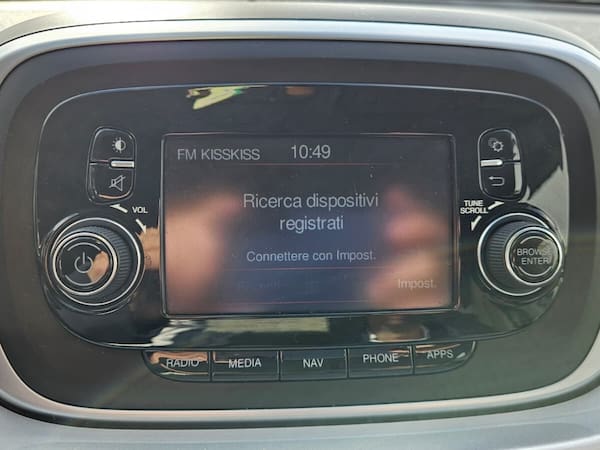 FM KISSKISS 10:49
Ricerca dispositivi
registrati
Connettere con Impost.
Impost.
VOL
TUNE
SCROLL
BROWSE
ENTER
RADIO MEDIA NAV PHONE APPS